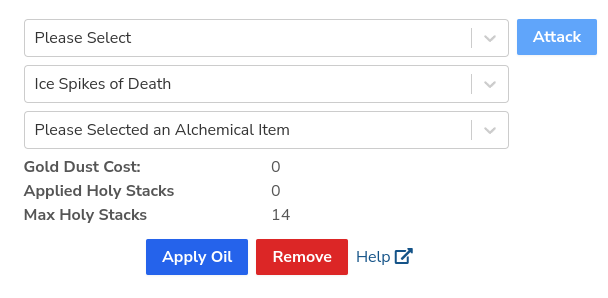 Please Select
Attack
Ice Spikes of Death
Please Selected an Alchemical Item
Gold Dust Cost: 0
Applied Holy Stacks 0
Max Holy Stacks 14
Apply Oil Remove Help